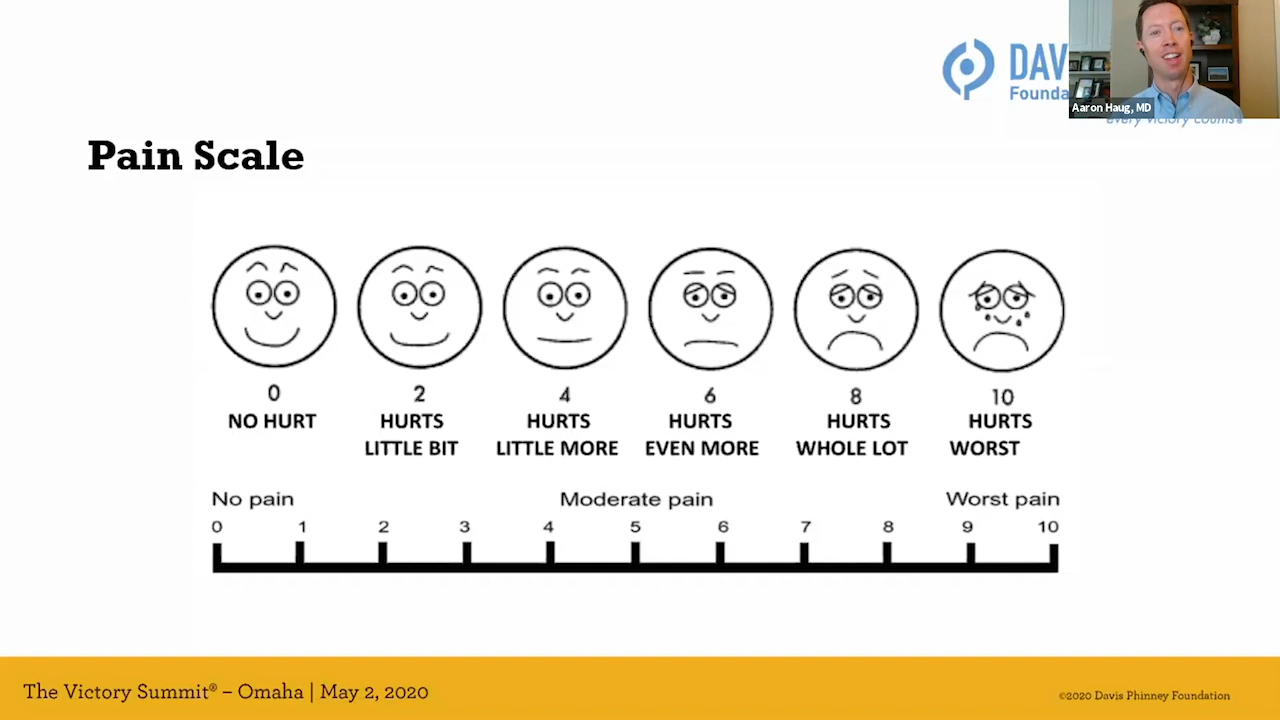 DAV
Founda
Aaron Haug, MD
every victory counts®
Pain Scale
0 2 4 6 8 10
NO HURT HURTS HURTS HURTS HURTS HURTS
LITTLE BIT LITTLE MORE EVEN MORE WHOLE LOT WORST
No pain Moderate pain Worst pain
0 1 2 3 4 5 6 7 8 9 10
The Victory Summit® – Omaha | May 2, 2020
©2020 Davis Phinney Foundation